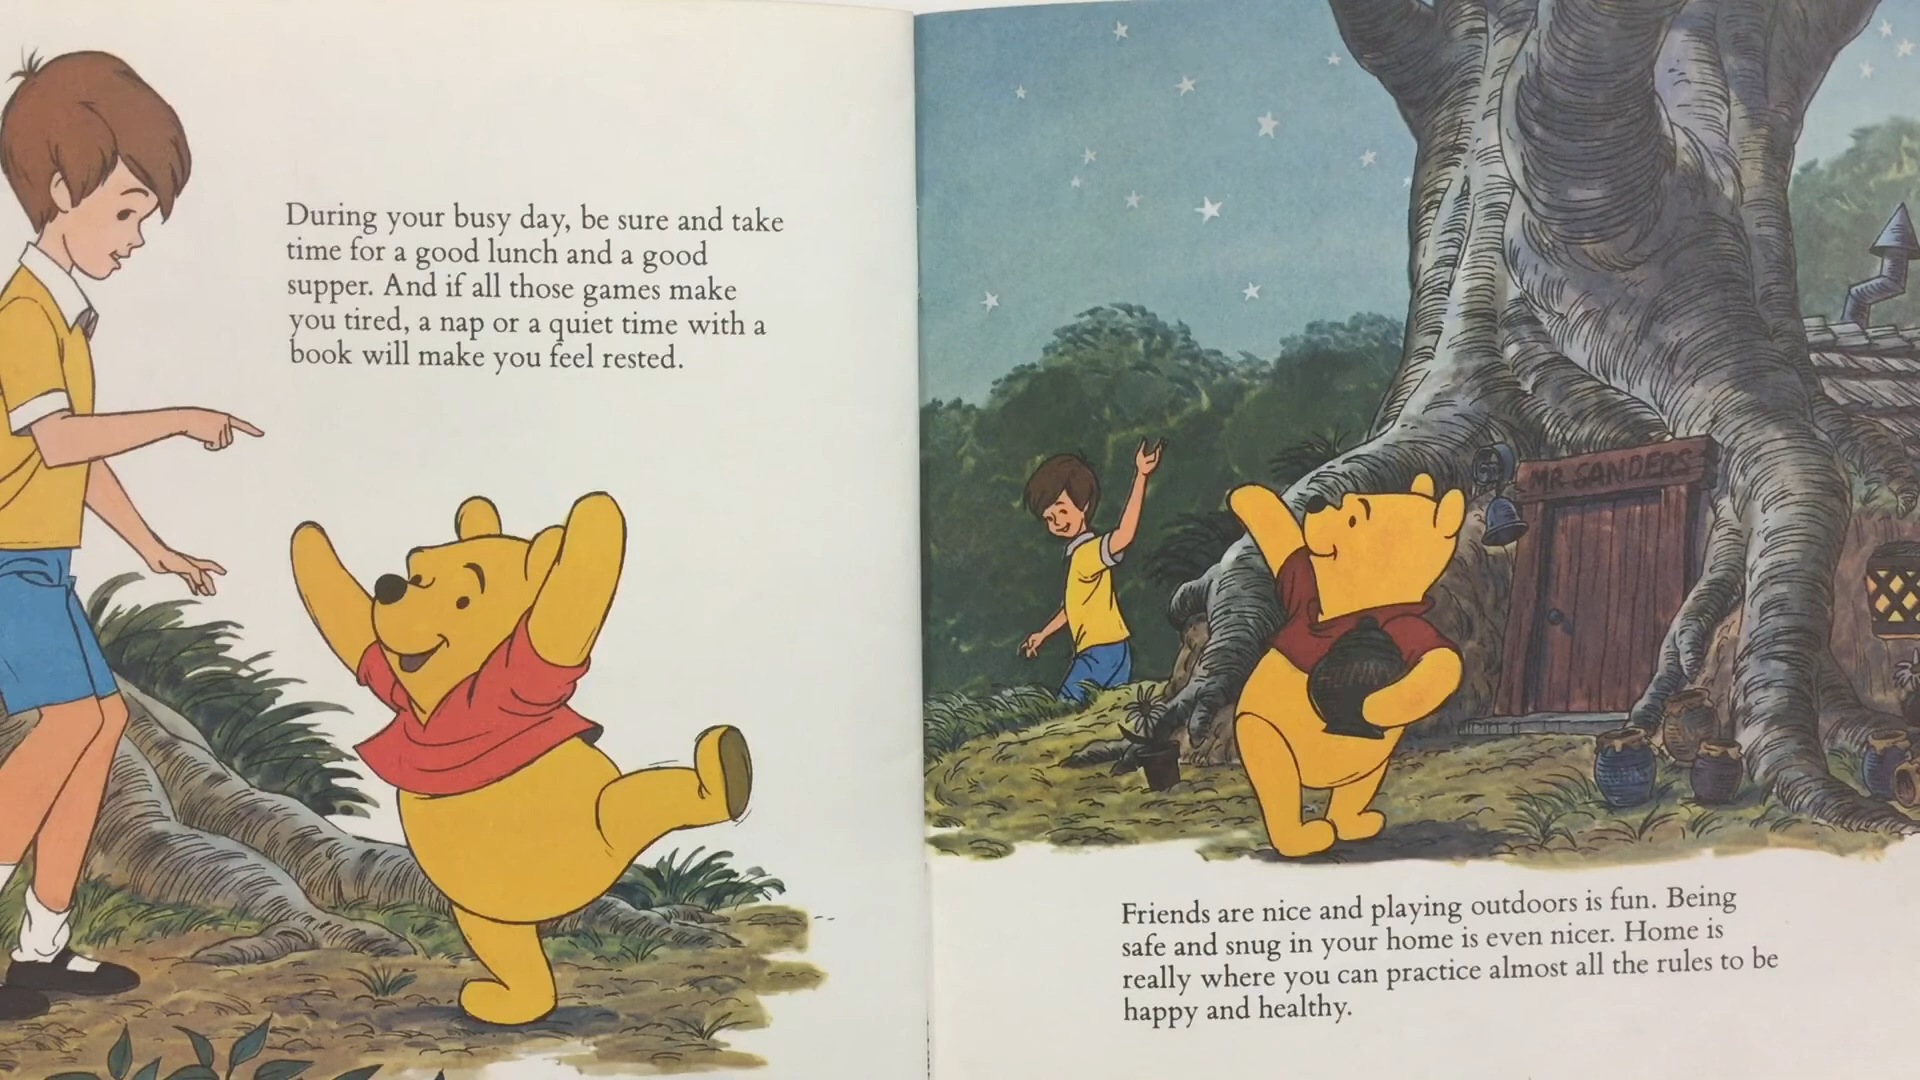 During your busy day, be sure and take
time for a good lunch and a good
supper. And if all those games make
you tired, a nap or a quiet time with a
book will make you feel rested.
MR SANDERS
HUNNY
Friends are nice and playing outdoors is fun. Being
safe and snug in your home is even nicer. Home is
really where you can practice almost all the rules to be
happy and healthy.